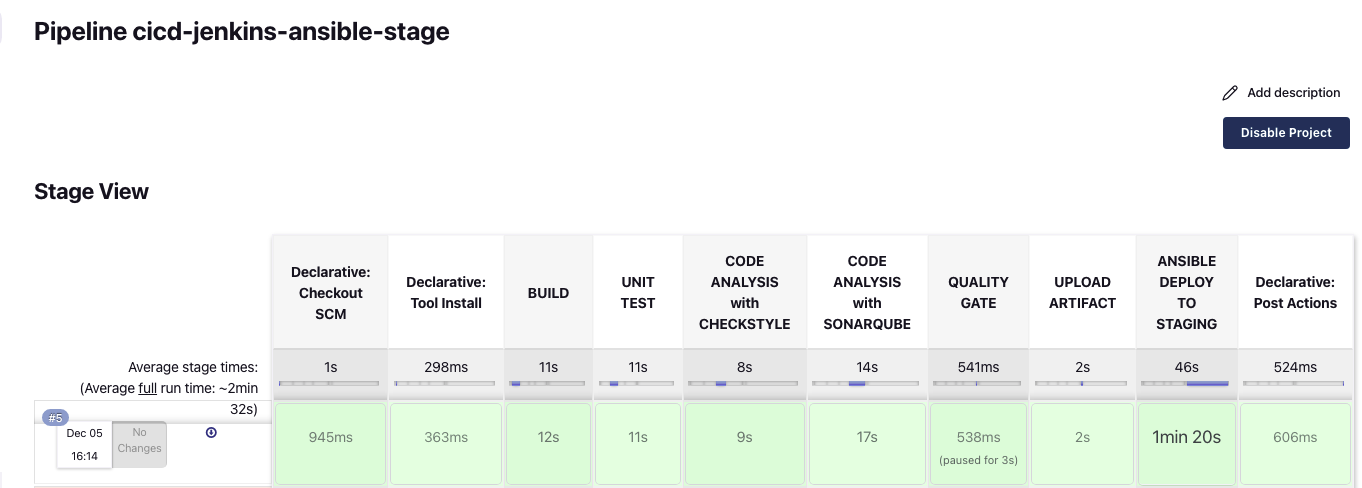 Pipeline cicd-jenkins-ansible-stage
Add description
Disable Project
Stage View
Declarative:
Checkout
SCM
Declarative:
Tool Install
BUILD
UNIT
TEST
CODE
ANALYSIS
with
CHECKSTYLE
CODE
ANALYSIS
with
SONARQUBE
QUALITY
GATE
UPLOAD
ARTIFACT
ANSIBLE
DEPLOY
TO
STAGING
Declarative:
Post Actions
Average stage times:
(Average full run time: ~2min
32s)
1s
298ms
11s
11s
8s
14s
541ms
2s
46s
524ms
#5
Dec 05
16:14
No
Changes
945ms
363ms
12s
11s
9s
17s
538ms
(paused for 3s)
2s
1min 20s
606ms